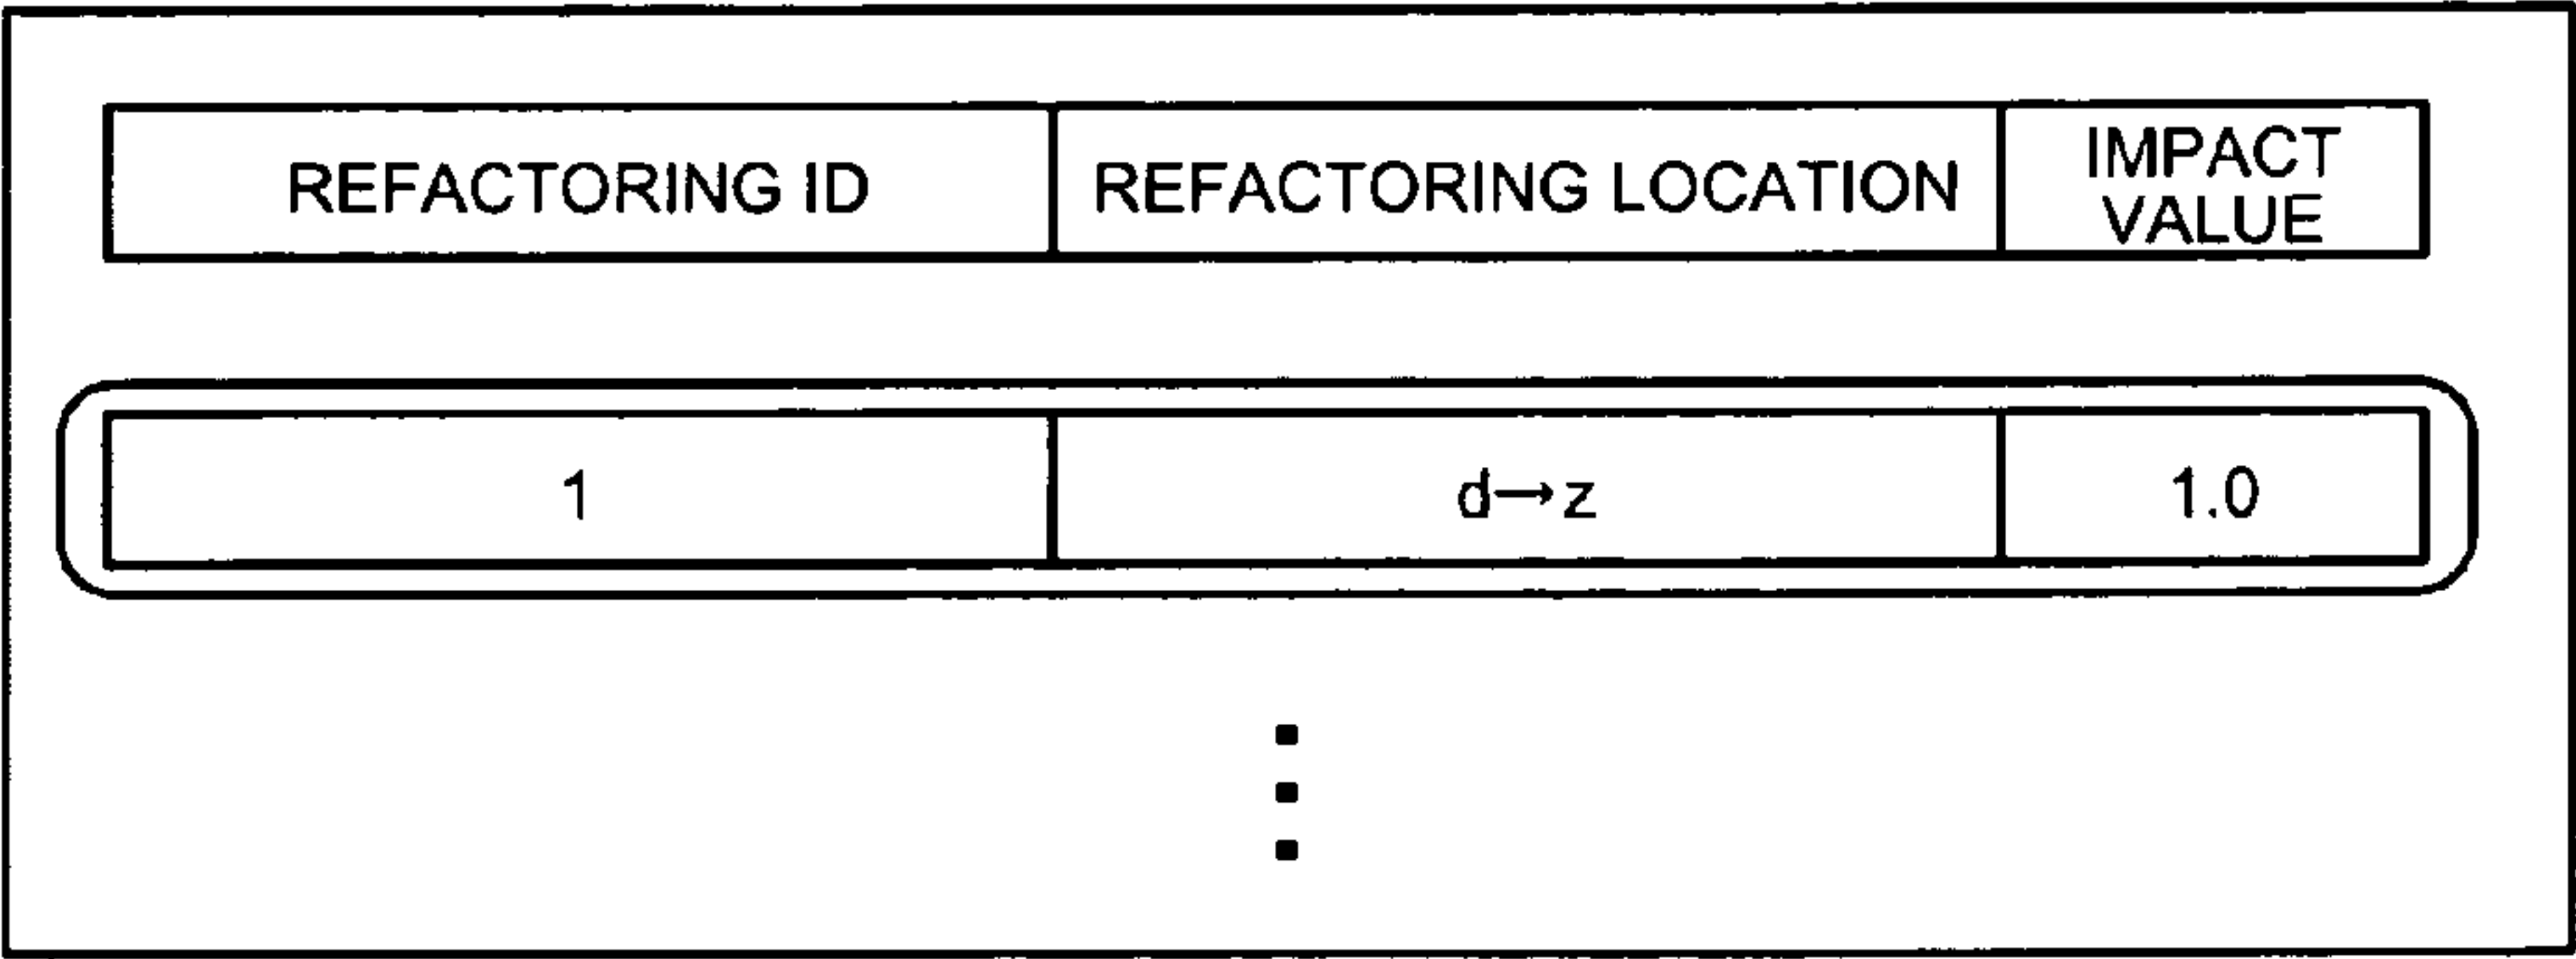 REFACTORING ID
REFACTORING LOCATION
IMPACT
VALUE
1
d→z
1.0